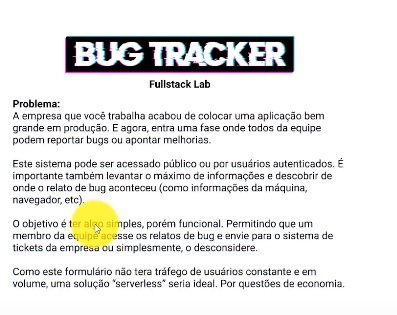 BUG TRACKER
Fullstack Lab
Problema:
A empresa que você trabalha acabou de colocar uma aplicação bem
grande em produção. E agora, entra uma fase onde todos da equipe
podem reportar bugs ou apontar melhorias.
Este sistema pode ser acessado público ou por usuários autenticados. É
importante também levantar o máximo de informações e descobrir de
onde o relato de bug aconteceu (como informações da máquina,
navegador, etc).
O objetivo é ter algo simples, porém funcional. Permitindo que um
membro da equipe acesse os relatos de bug e envie para o sistema de
tickets da empresa ou simplesmente, o desconsidere.
Como este formulário não tera tráfego de usuários constante e em
volume, uma solução “serverless” seria ideal. Por questões de economia.